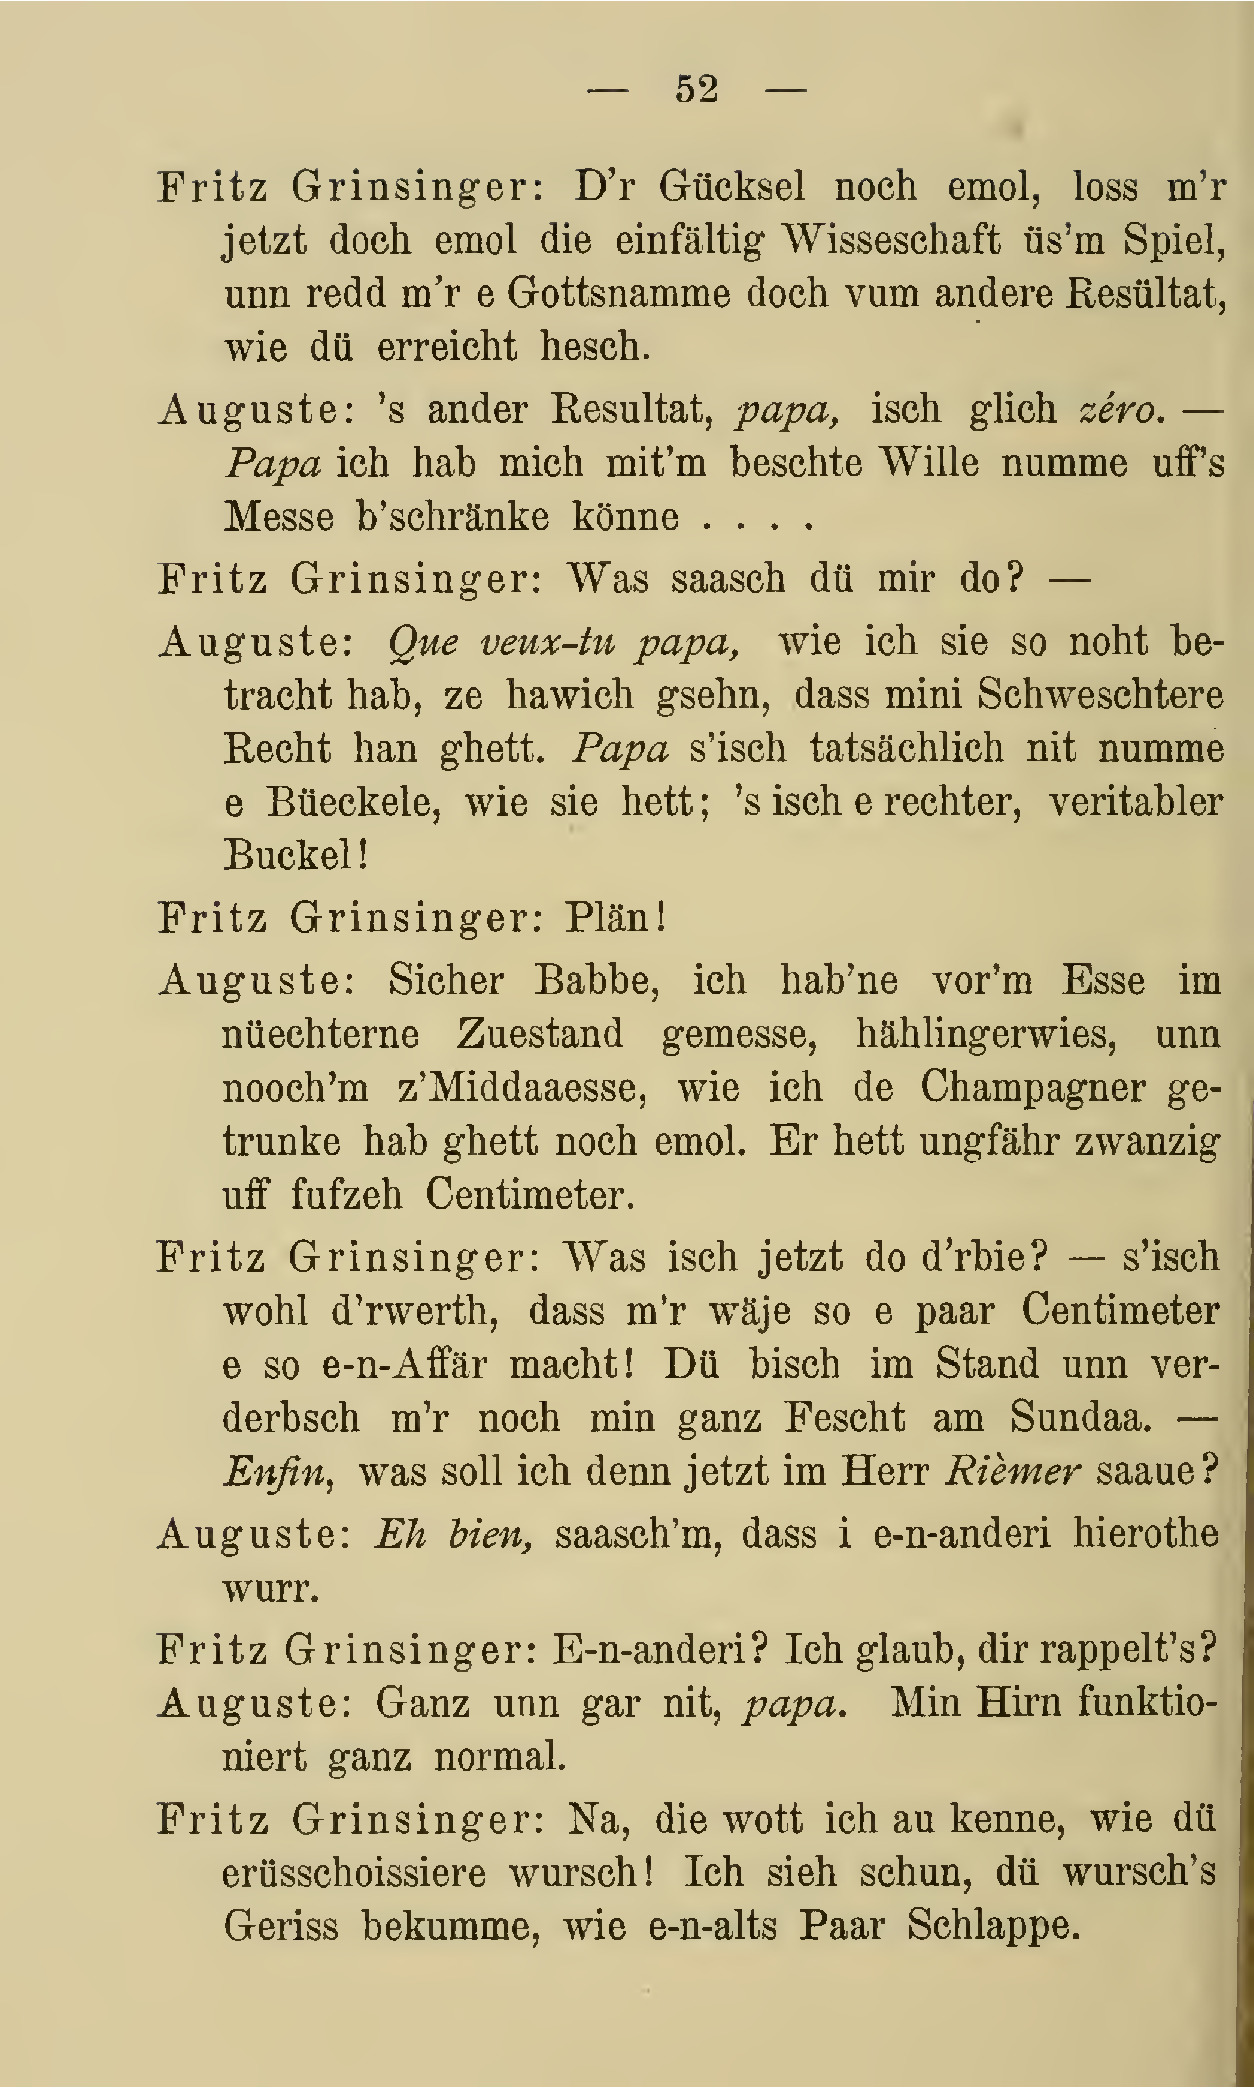 — 52 —
Fritz Grinsinger: D'r Gücksel noch emol, loss m'r
jetzt doch emol die einfältig Wisseschaft üs'm Spiel,
unn redd m'r e Gottsnamme doch vum andere Resültat,
wie dü erreicht hesch.
Auguste: 's ander Resultat, papa, isch glich zéro. —
Papa ich hab mich mit'm beschte Wille numme uff's
Messe b'schränke könne . . . .
Fritz Grinsinger: Was saasch dü mir do? —
Auguste: Que veux-tu papa, wie ich sie so noht be-
tracht hab, ze hawich gsehn, dass mini Schweschtere
Recht han ghett. Papa s'isch tatsächlich nit numme
e Büeckele, wie sie hett; 's isch e rechter, veritabler
Buckel!
Fritz Grinsinger: Plän!
Auguste: Sicher Babbe, ich hab'ne vor'm Esse im
nüechterne Zuestand gemesse, hählingerwies, unn
nooch'm z'Middaaesse, wie ich de Champagner ge-
trunke hab ghett noch emol. Er hett ungfähr zwanzig
uff fufzeh Centimeter.
Fritz Grinsinger: Was isch jetzt do d'rbie? — s'isch
wohl d'rwerth, dass m'r wäje so e paar Centimeter
e so e-n-Affär macht! Dü bisch im Stand unn ver-
derbsch m'r noch min ganz Fescht am Sundaa. —
Enfin, was soll ich denn jetzt im Herr Rièmer saaue?
Auguste: Eh bien, saasch'm, dass i e-n-anderi hierothe
wurr.
Fritz Grinsinger: E-n-anderi? Ich glaub, dir rappelt's?
Auguste: Ganz unn gar nit, papa. Min Hirn funktio-
niert ganz normal.
Fritz Grinsinger: Na, die wott ich au kenne, wie dü
erüsschoissiere wursch! Ich sieh schun, dü wursch's
Geriss bekumme, wie e-n-alts Paar Schlappe.